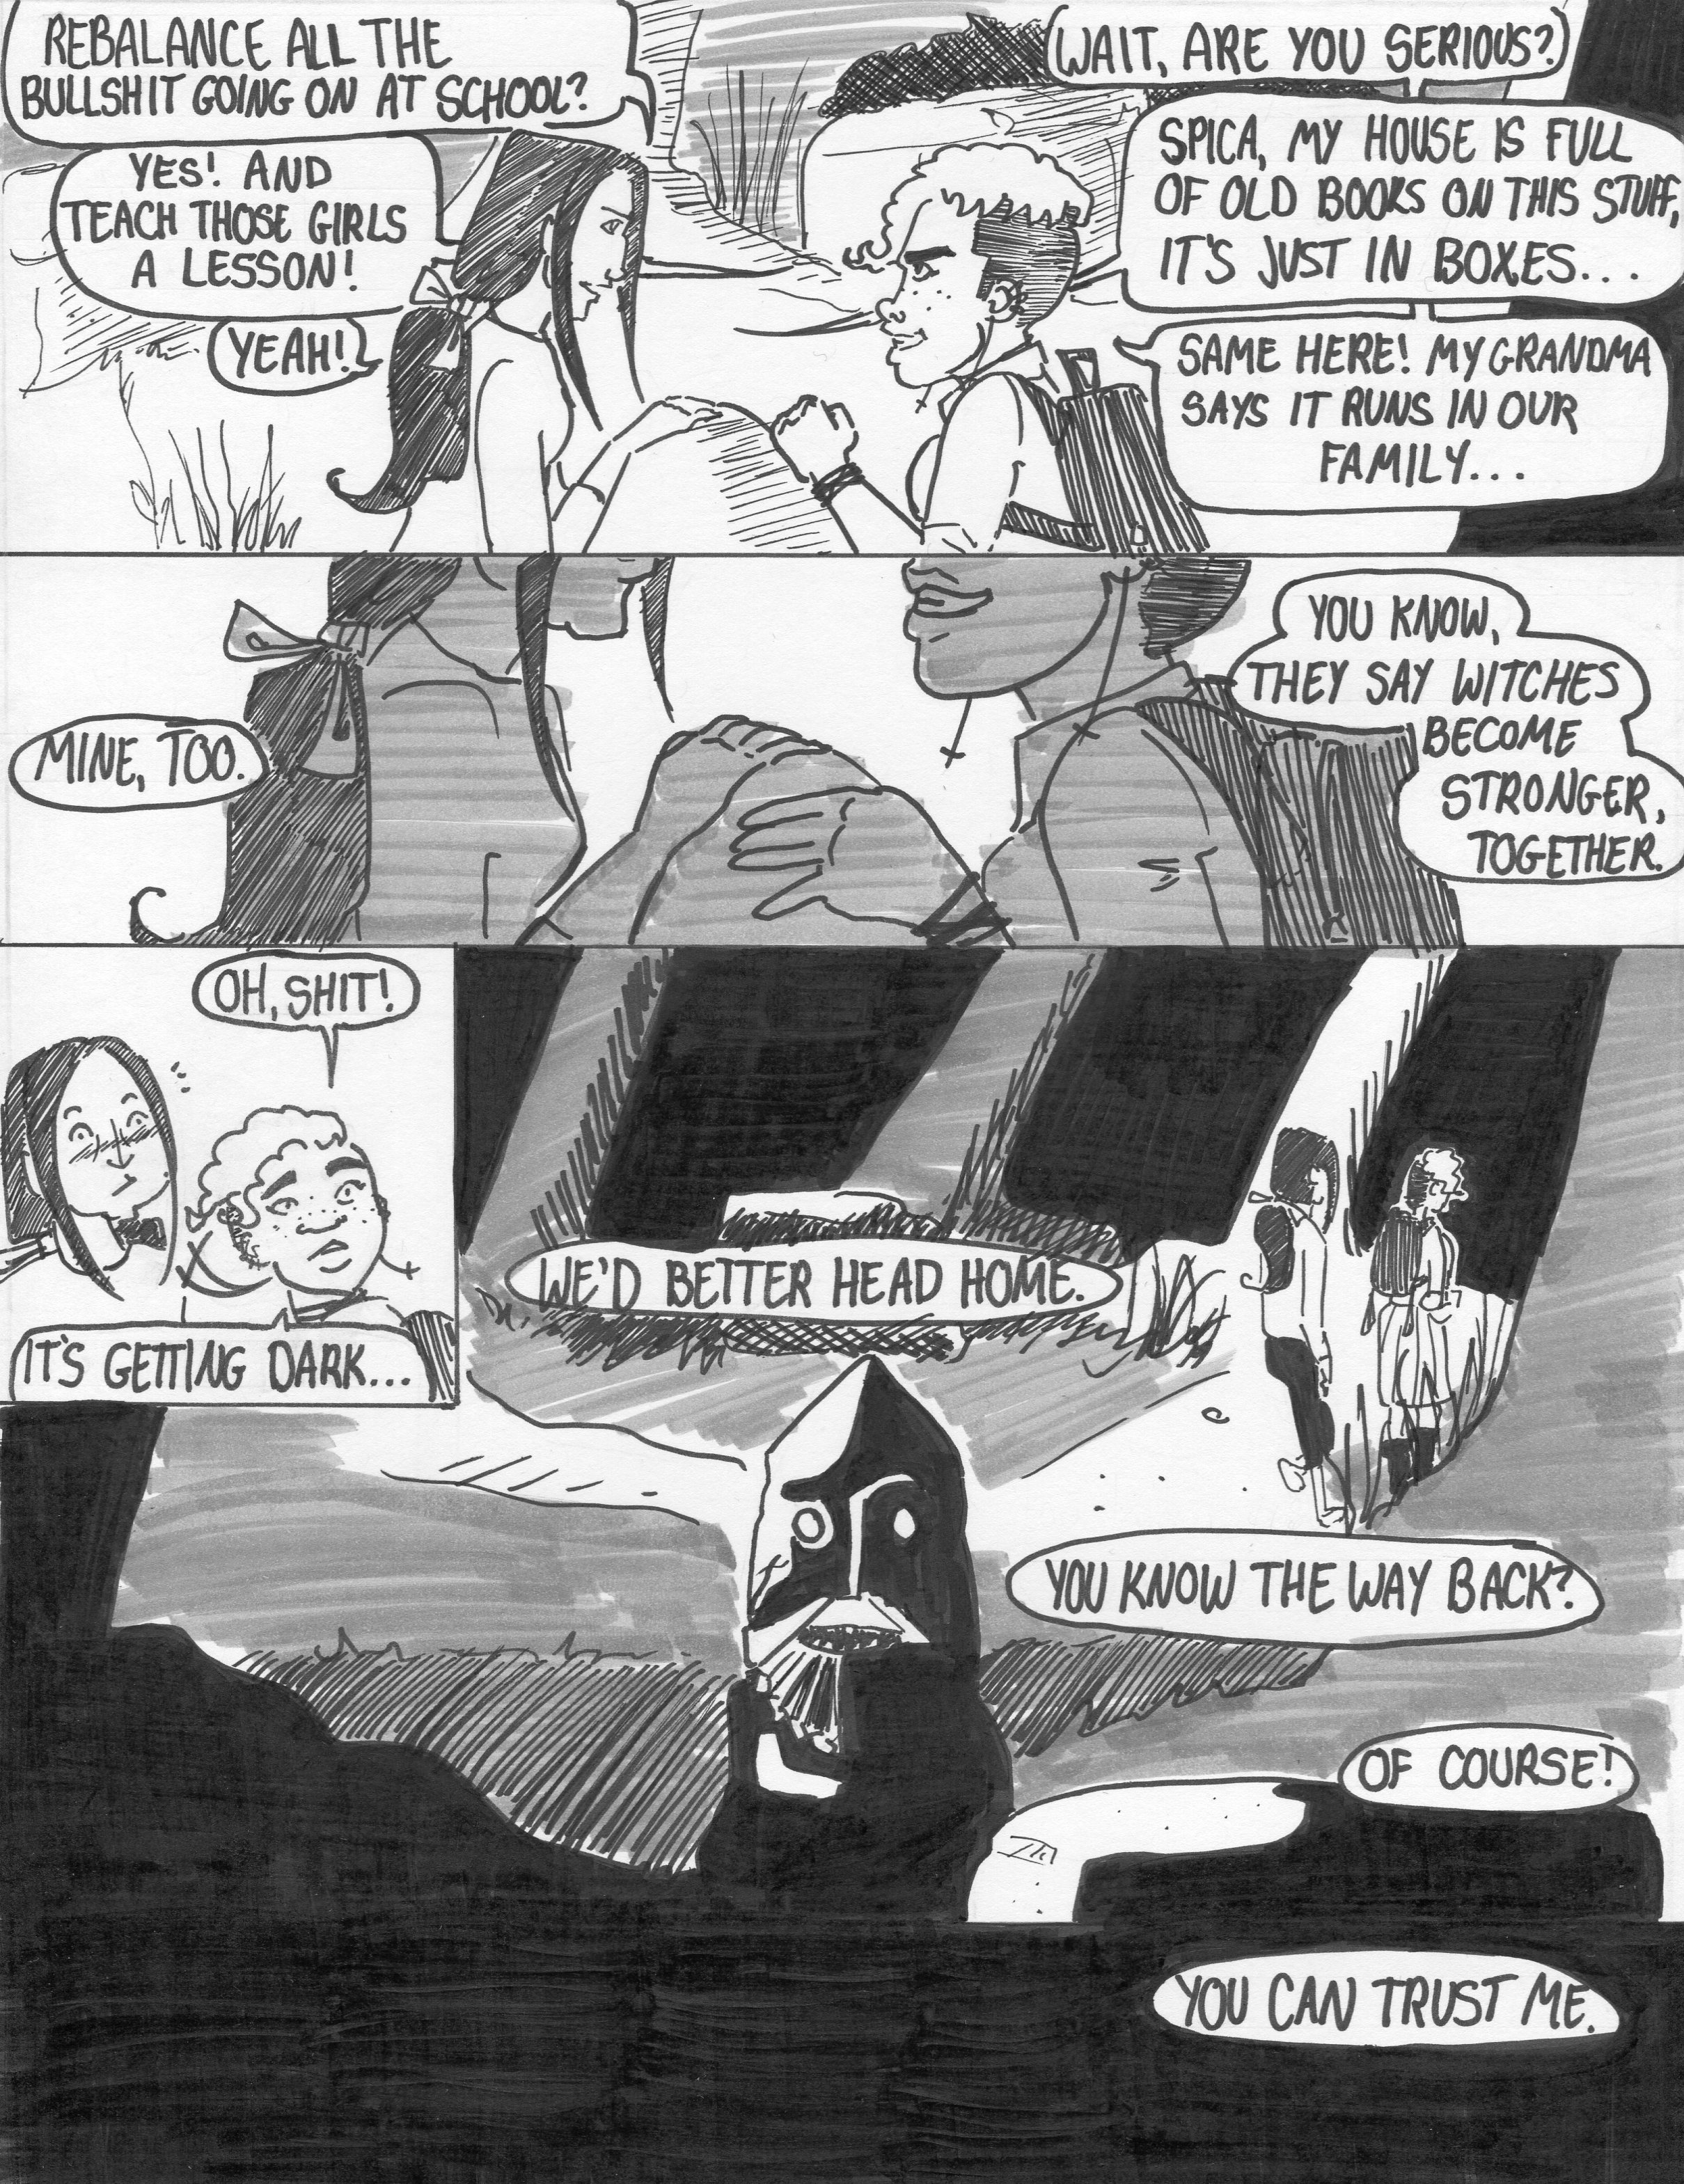 REBALANCE ALL THE
BULLSHIT GOING ON AT SCHOOL?
YES! AND
TEACH THOSE GIRLS
A LESSON!
YEAH!
WAIT, ARE YOU SERIOUS?
SPICA, MY HOUSE IS FULL
OF OLD BOOKS ON THIS STUFF,
IT'S JUST IN BOXES...
SAME HERE! MY GRANDMA
SAYS IT RUNS IN OUR
FAMILY...
MINE, TOO.
YOU KNOW,
THEY SAY WITCHES
BECOME
STRONGER,
TOGETHER.
OH, SHIT!
IT'S GETTING DARK...
WE'D BETTER HEAD HOME.
YOU KNOW THE WAY BACK?
OF COURSE!
YOU CAN TRUST ME.